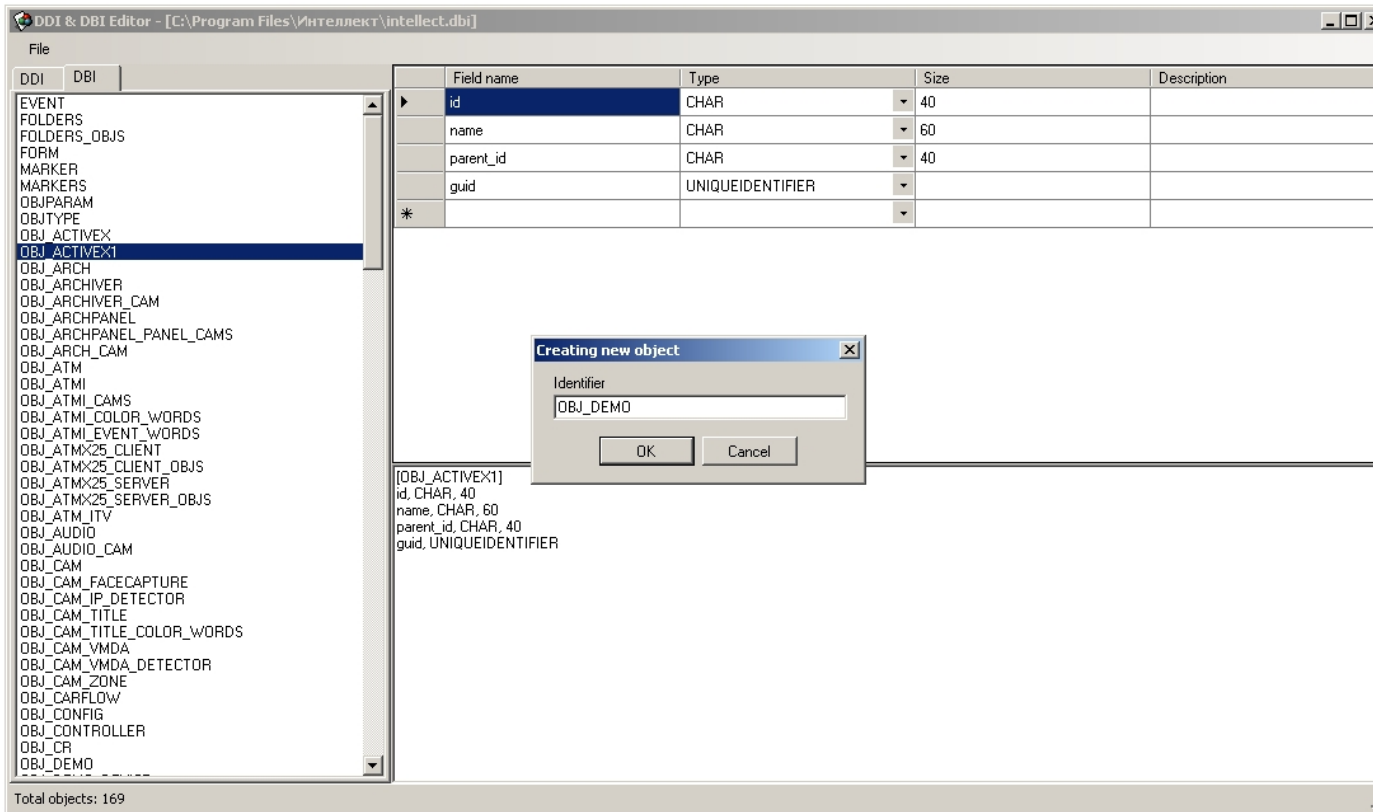 DDI & DBI Editor - [C:\Program Files\Интеллект\intellect.dbi]
File
DDI DBI
EVENT
FOLDERS
FOLDERS_OBJS
FORM
MARKER
MARKERS
OBJPARAM
OBJTYPE
OBJ_ACTIVEX
OBJ_ACTIVEX1
OBJ_ARCH
OBJ_ARCHIVER
OBJ_ARCHIVER_CAM
OBJ_ARCHPANEL
OBJ_ARCHPANEL_PANEL_CAMS
OBJ_ARCH_CAM
OBJ_ATM
OBJ_ATMI
OBJ_ATMI_CAMS
OBJ_ATMI_COLOR_WORDS
OBJ_ATMI_EVENT_WORDS
OBJ_ATMX25_CLIENT
OBJ_ATMX25_CLIENT_OBJS
OBJ_ATMX25_SERVER
OBJ_ATMX25_SERVER_OBJS
OBJ_ATM_ITV
OBJ_AUDIO
OBJ_AUDIO_CAM
OBJ_CAM
OBJ_CAM_FACECAPTURE
OBJ_CAM_IP_DETECTOR
OBJ_CAM_TITLE
OBJ_CAM_TITLE_COLOR_WORDS
OBJ_CAM_VMDA
OBJ_CAM_VMDA_DETECTOR
OBJ_CAM_ZONE
OBJ_CARFLOW
OBJ_CONFIG
OBJ_CONTROLLER
OBJ_CR
OBJ_DEMO
Field name Type Size Description
id CHAR 40
name CHAR 60
parent_id CHAR 40
guid UNIQUEIDENTIFIER
Creating new object
Identifier
OBJ_DEMO
OK Cancel
[OBJ_ACTIVEX1]
id, CHAR, 40
name, CHAR, 60
parent_id, CHAR, 40
guid, UNIQUEIDENTIFIER
Total objects: 169